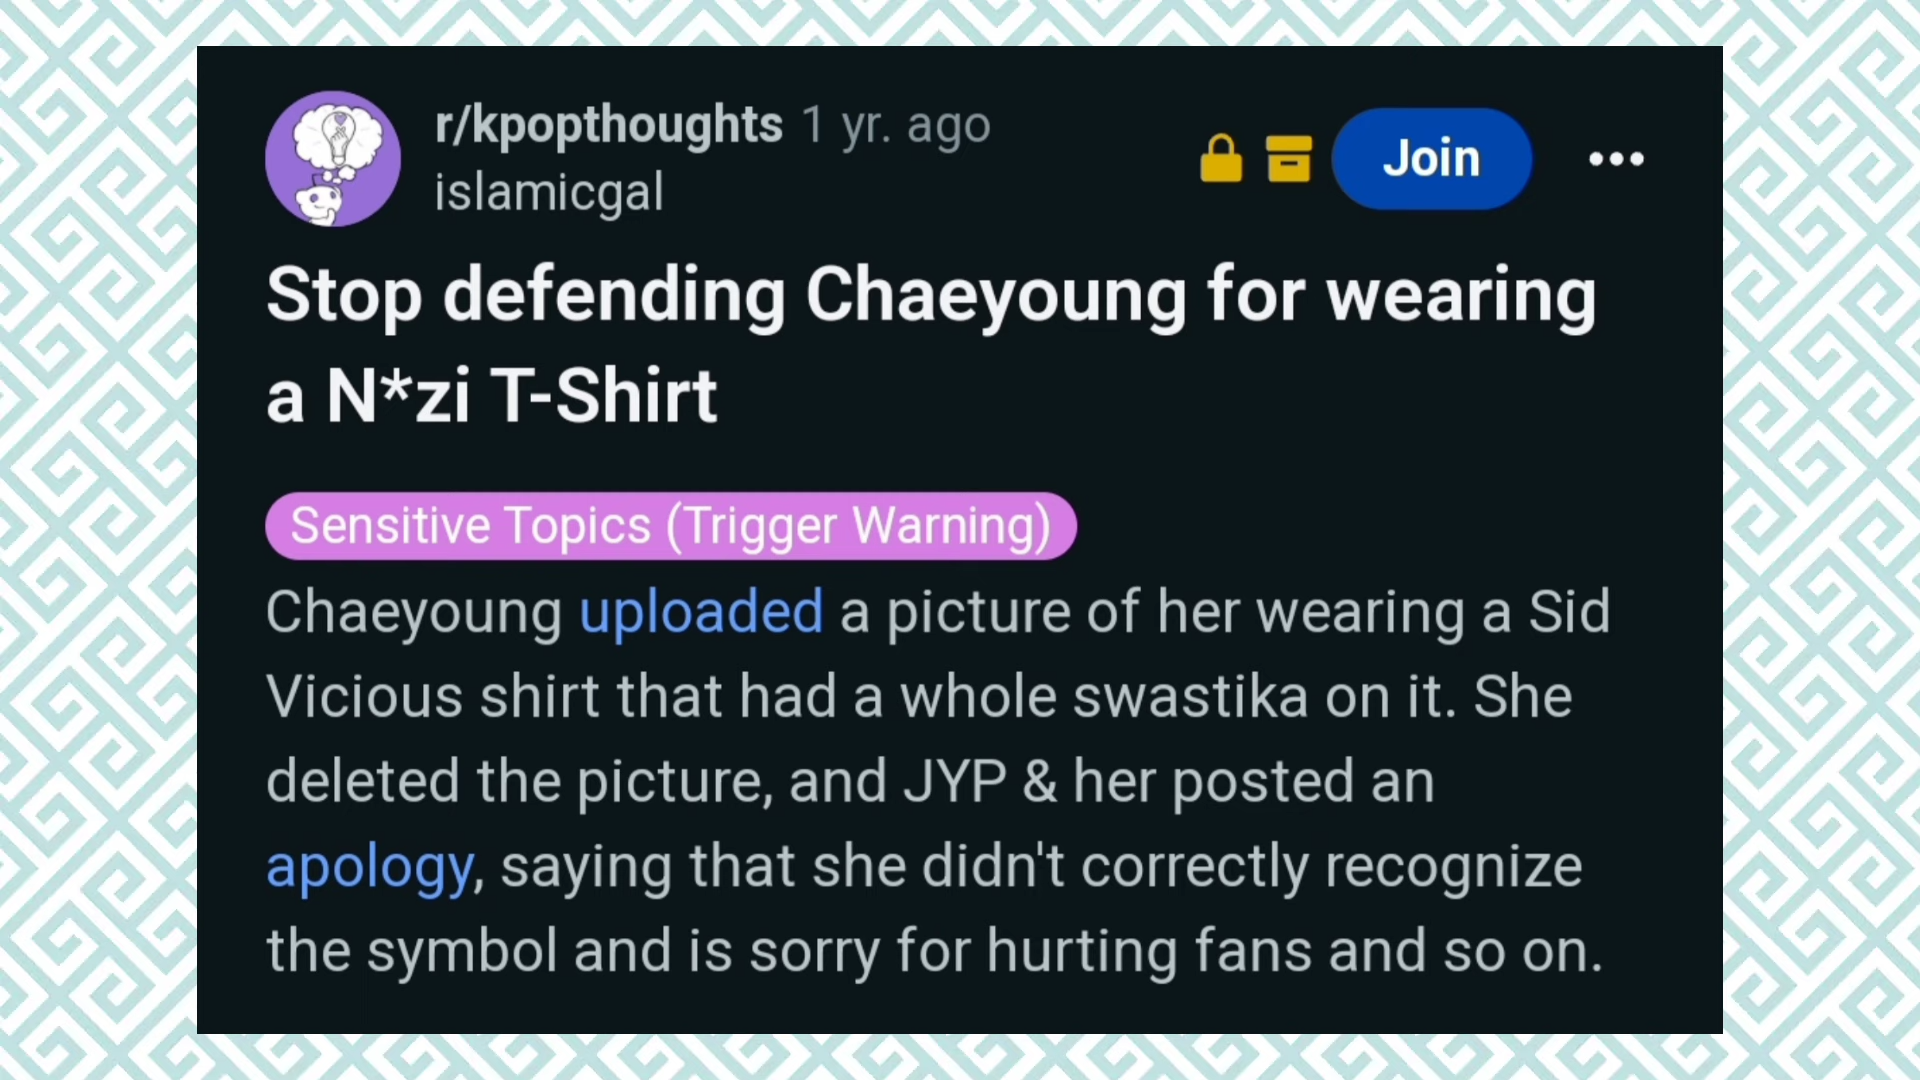 r/kpopthoughts 1 yr. ago
islamicgal
Join
Stop defending Chaeyoung for wearing
a N*zi T-Shirt
Sensitive Topics (Trigger Warning)
Chaeyoung uploaded a picture of her wearing a Sid
Vicious shirt that had a whole swastika on it. She
deleted the picture, and JYP & her posted an
apology, saying that she didn't correctly recognize
the symbol and is sorry for hurting fans and so on.